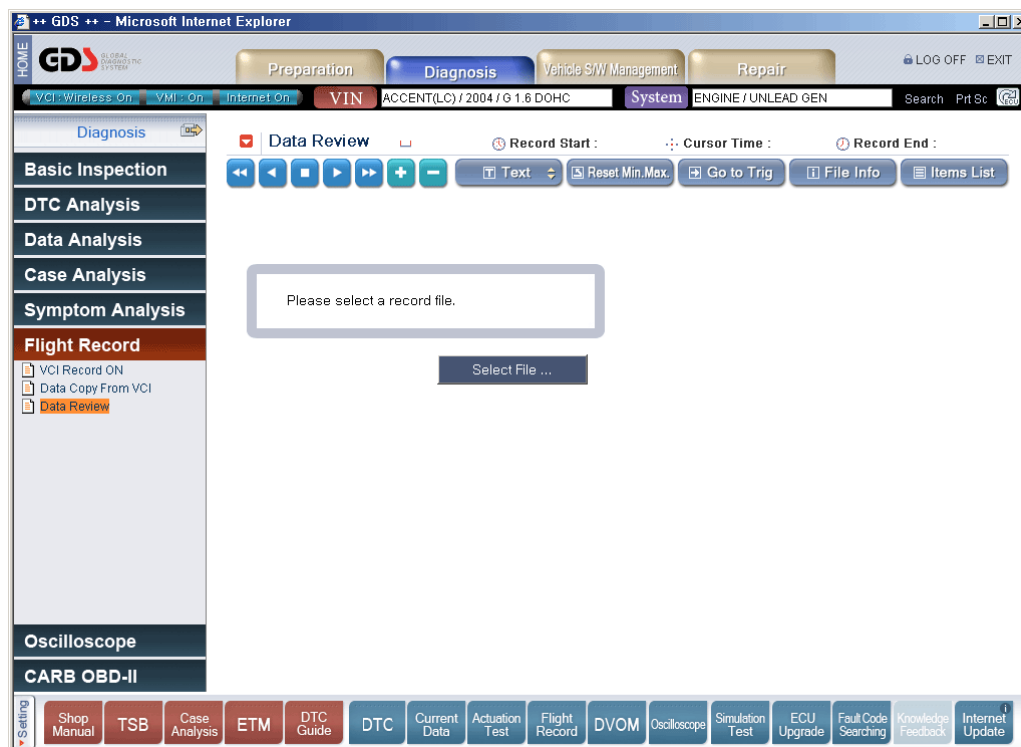 ++ GDS ++ - Microsoft Internet Explorer
HOME
GDS GLOBAL DIAGNOSTIC SYSTEM
Preparation Diagnosis Vehicle S/W Management Repair
LOG OFF EXIT
VCI : Wireless On VMI : On Internet On VIN ACCENT(LC) / 2004 / G 1.6 DOHC System ENGINE / UNLEAD GEN Search Prt Sc
Diagnosis
Basic Inspection
DTC Analysis
Data Analysis
Case Analysis
Symptom Analysis
Flight Record
VCI Record ON
Data Copy From VCI
Data Review
Oscilloscope
CARB OBD-II
Data Review Record Start : Cursor Time : Record End :
Text Reset Min.Max. Go to Trig File Info Items List
Please select a record file.
Select File ...
Setting
Shop Manual
TSB
Case Analysis
ETM
DTC Guide
DTC
Current Data
Actuation Test
Flight Record
DVOM
Oscilloscope
Simulation Test
ECU Upgrade
Fault Code Searching
Knowledge Feedback
Internet Update